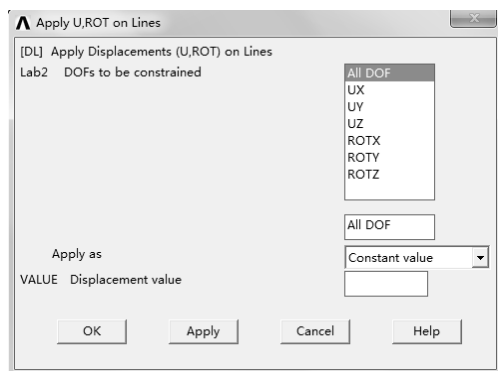 Apply U,ROT on Lines
[DL] Apply Displacements (U,ROT) on Lines
Lab2 DOFs to be constrained
All DOF
UX
UY
UZ
ROTX
ROTY
ROTZ
All DOF
Apply as Constant value
VALUE Displacement value
OK Apply Cancel Help